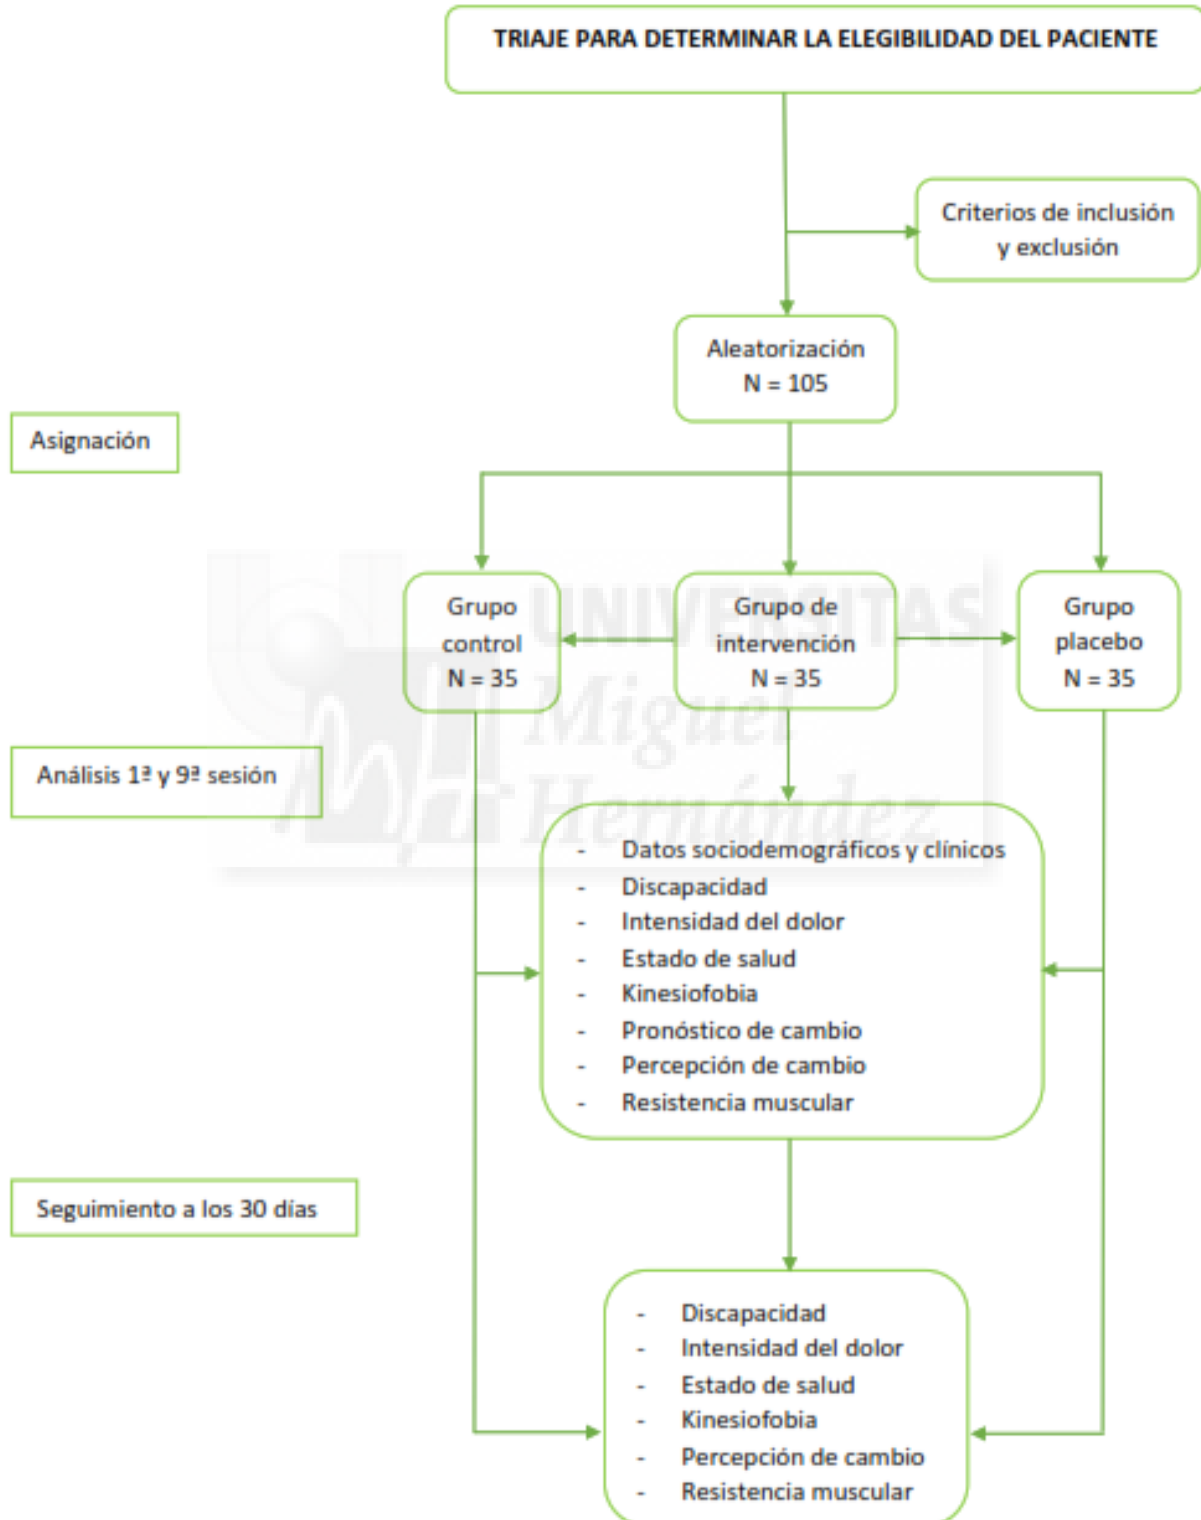 TRIAJE PARA DETERMINAR LA ELEGIBILIDAD DEL PACIENTE
Criterios de inclusión
y exclusión
Aleatorización
N = 105
Asignación
Grupo
control
N = 35
Grupo de
intervención
N = 35
Grupo
placebo
N = 35
UNIVERSITAS
Miguel
Hernández
Análisis 1ª y 9ª sesión
- Datos sociodemográficos y clínicos
- Discapacidad
- Intensidad del dolor
- Estado de salud
- Kinesiofobia
- Pronóstico de cambio
- Percepción de cambio
- Resistencia muscular
Seguimiento a los 30 días
- Discapacidad
- Intensidad del dolor
- Estado de salud
- Kinesiofobia
- Percepción de cambio
- Resistencia muscular